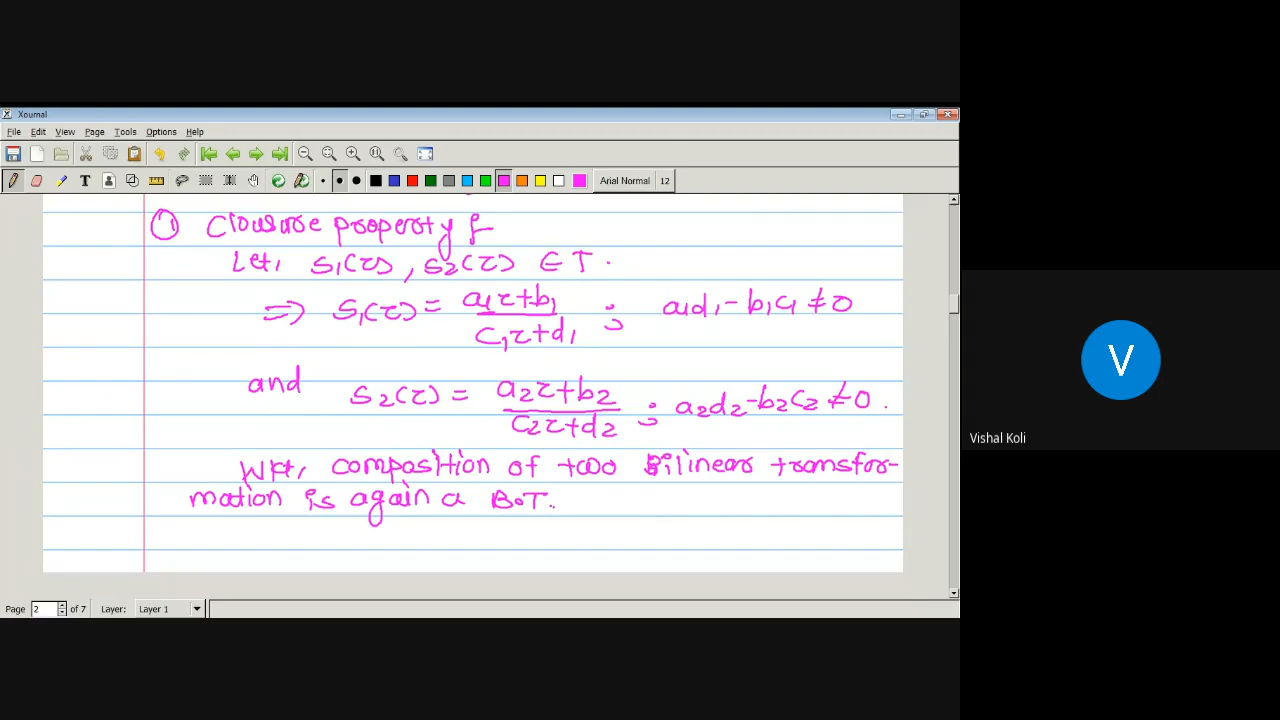 Xournal
File Edit View Page Tools Options Help
Arial Normal 12
① Clousure property :
Let, S₁(z), S₂(z) ∈ T.
⇒ S₁(z) = (a₁z+b₁)/(c₁z+d₁) ; a₁d₁-b₁c₁≠0
and S₂(z) = (a₂z+b₂)/(c₂z+d₂) ; a₂d₂-b₂c₂≠0.
WKt, composition of two Bilinear transfor-
mation is again a B.T.
V
Vishal Koli
Page 2 of 7 Layer: Layer 1